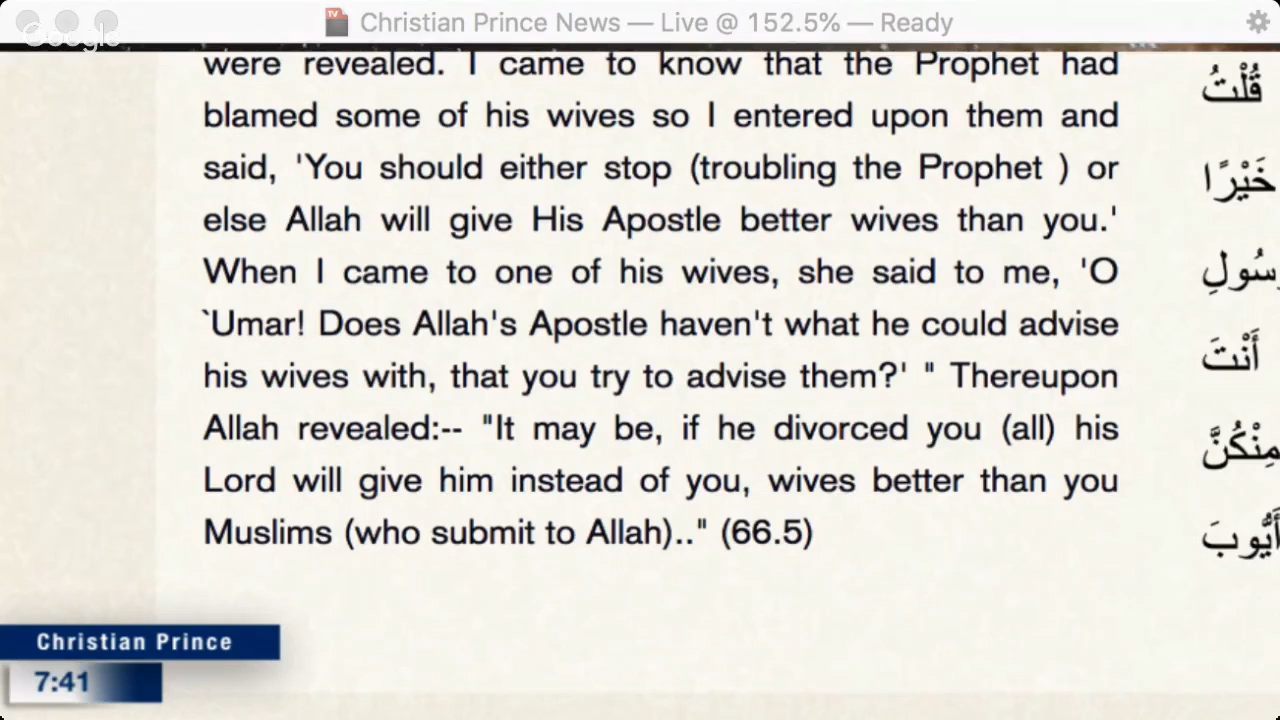 Christian Prince News — Live @ 152.5% — Ready
Google
were revealed. I came to know that the Prophet had
blamed some of his wives so I entered upon them and
said, 'You should either stop (troubling the Prophet ) or
else Allah will give His Apostle better wives than you.'
When I came to one of his wives, she said to me, 'O
`Umar! Does Allah's Apostle haven't what he could advise
his wives with, that you try to advise them?' " Thereupon
Allah revealed:-- "It may be, if he divorced you (all) his
Lord will give him instead of you, wives better than you
Muslims (who submit to Allah).." (66.5)
قُلْتُ
خَيْرًا
رَسُولِ
أَنْتَ
مِنْكُنَّ
أَيُّوبَ
Christian Prince
7:41